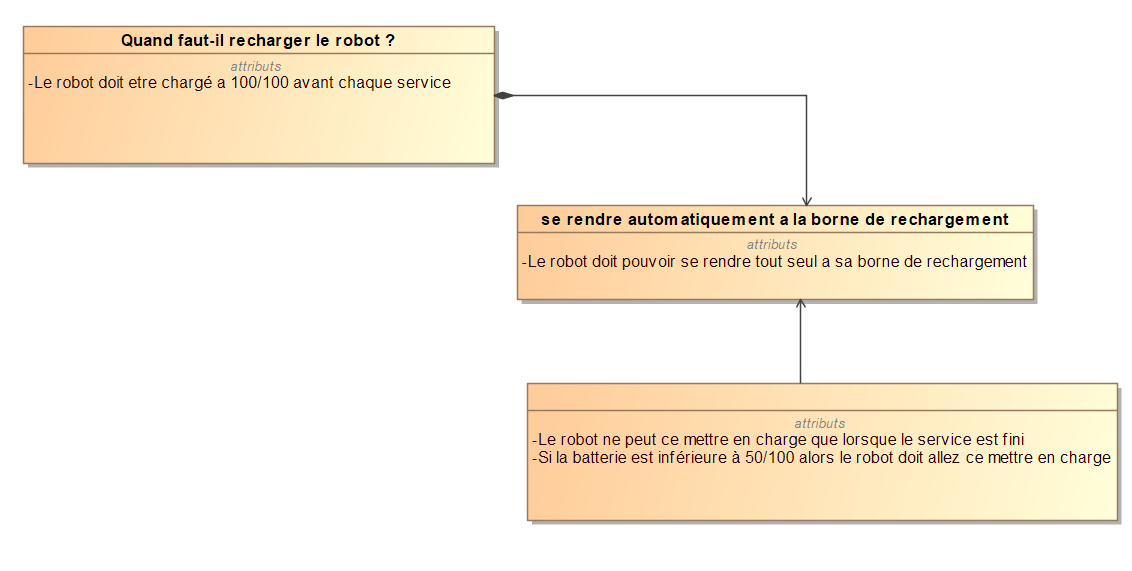 Quand faut-il recharger le robot ?
attributs
-Le robot doit etre chargé a 100/100 avant chaque service
se rendre automatiquement a la borne de rechargement
attributs
-Le robot doit pouvoir se rendre tout seul a sa borne de rechargement
attributs
-Le robot ne peut ce mettre en charge que lorsque le service est fini
-Si la batterie est inférieure à 50/100 alors le robot doit allez ce mettre en charge